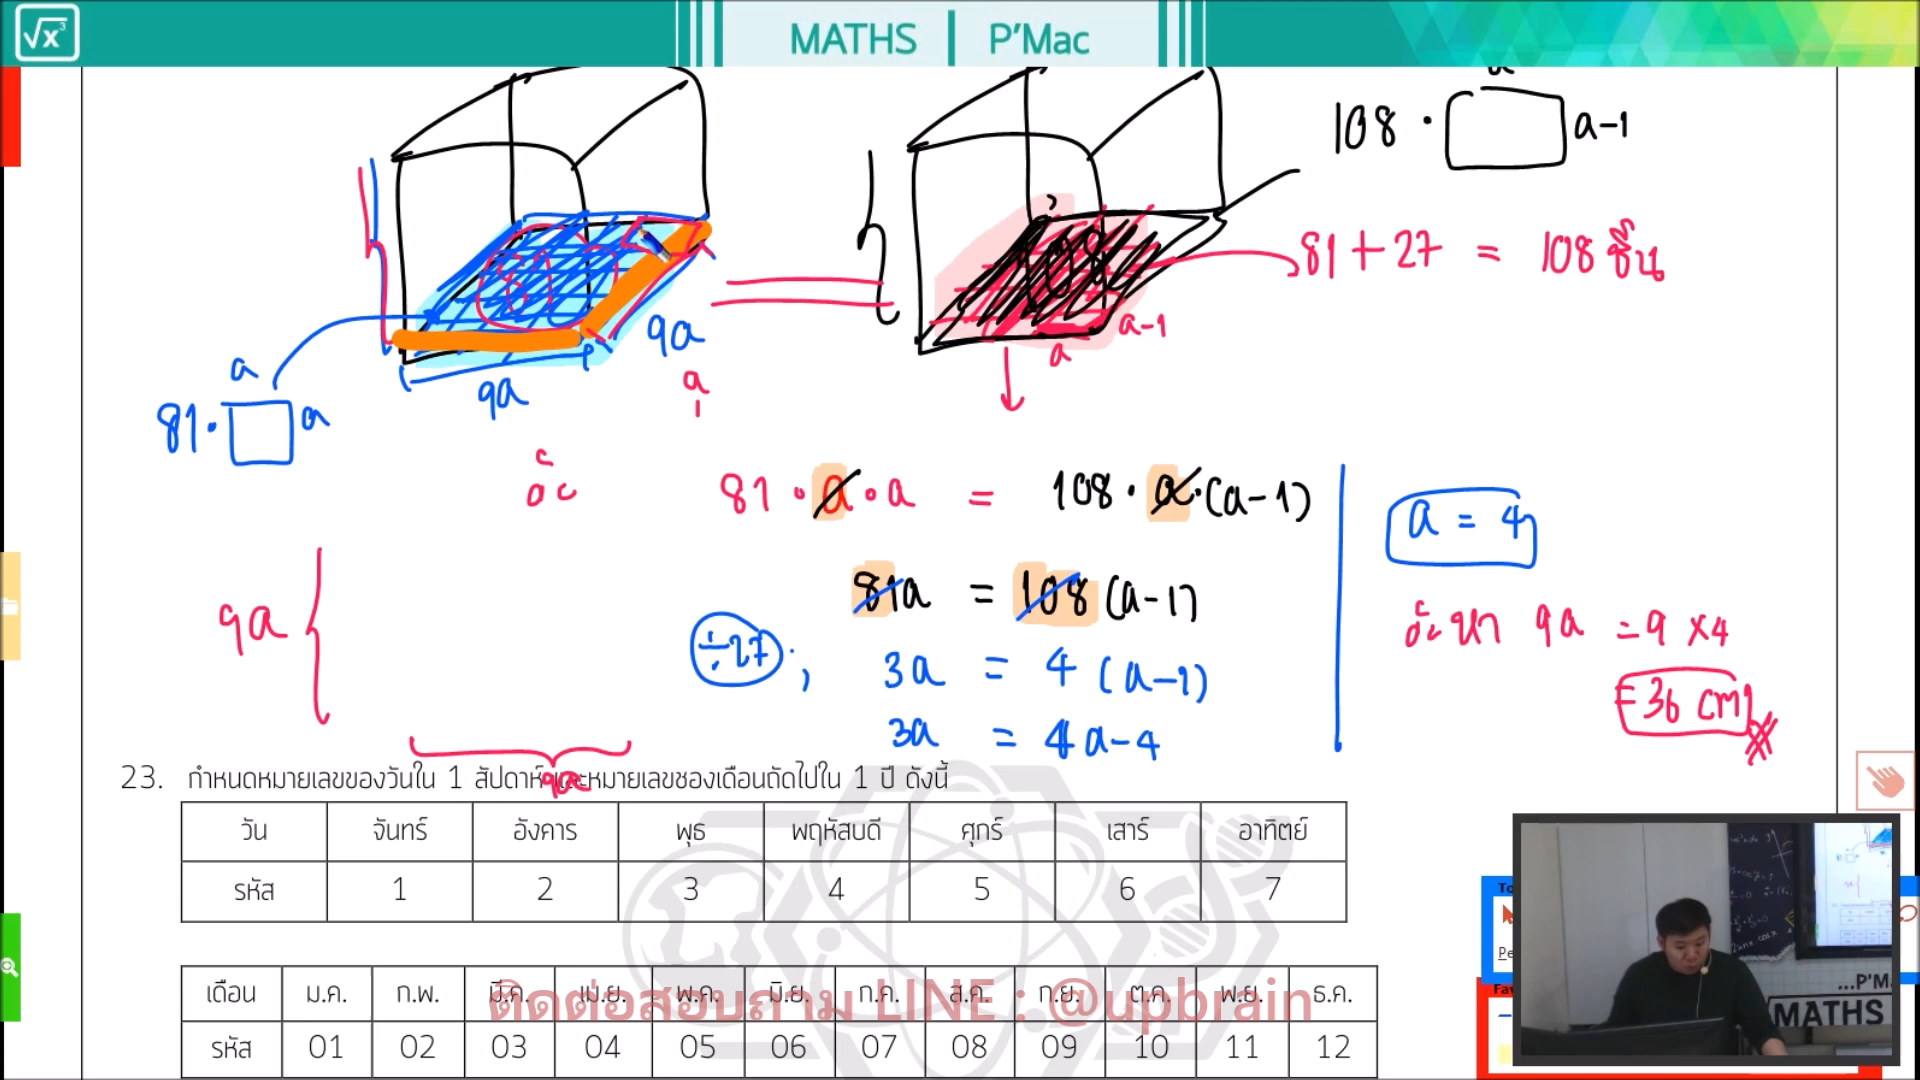 √x³
MATHS | P'Mac
108 · a-1
81 + 27 = 108 ชิ้น
81
108
a-1
a
9a
9a
a
a
81· a
81 · a · a = 108 · a · (a-1)
a = 4
81a = 108 (a-1)
9a
9a = 9 x 4
÷27 ; 3a = 4 (a-1)
= 36 cm
3a = 4a-4
9a
23. กำหนดหมายเลขของวันใน 1 สัปดาห์และหมายเลขของเดือนถัดไปใน 1 ปี ดังนี้
วัน จันทร์ อังคาร พุธ พฤหัสบดี ศุกร์ เสาร์ อาทิตย์
รหัส 1 2 3 4 5 6 7
เดือน ม.ค. ก.พ. มี.ค. เม.ย. พ.ค. มิ.ย. ก.ค. ส.ค. ก.ย. ต.ค. พ.ย. ธ.ค.
ติดต่อสอบถาม LINE : @upbrain
รหัส 01 02 03 04 05 06 07 08 09 10 11 12
To
Pe
Fav
...P'Ma
MATHS